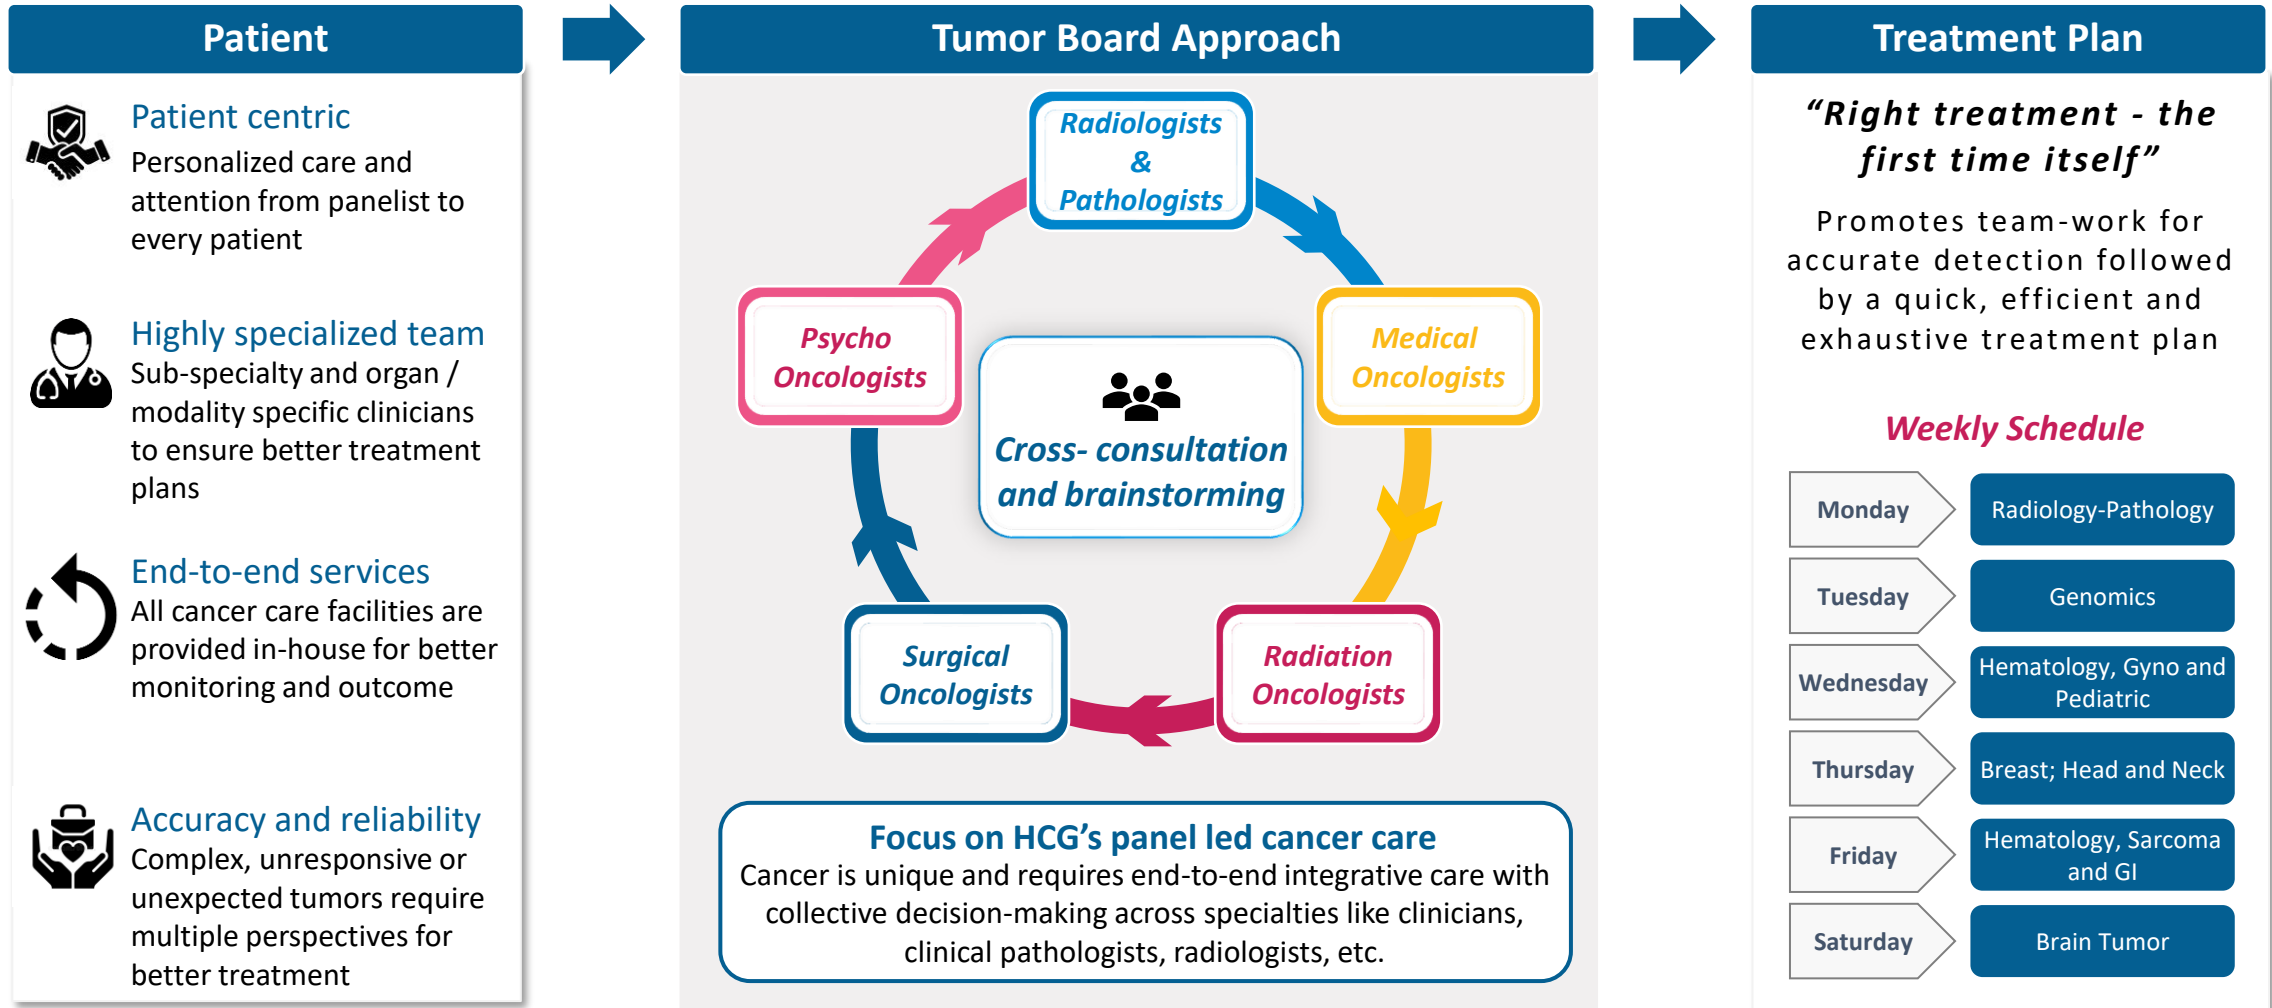 Patient
Patient centric
Personalized care and
attention from panelist to
every patient
Highly specialized team
Sub-specialty and organ /
modality specific clinicians
to ensure better treatment
plans
End-to-end services
All cancer care facilities are
provided in-house for better
monitoring and outcome
Accuracy and reliability
Complex, unresponsive or
unexpected tumors require
multiple perspectives for
better treatment
Tumor Board Approach
Radiologists
&
Pathologists
Psycho
Oncologists
Medical
Oncologists
Cross- consultation
and brainstorming
Surgical
Oncologists
Radiation
Oncologists
Focus on HCG’s panel led cancer care
Cancer is unique and requires end-to-end integrative care with
collective decision-making across specialties like clinicians,
clinical pathologists, radiologists, etc.
Treatment Plan
“Right treatment - the
first time itself”
Promotes team-work for
accurate detection followed
by a quick, efficient and
exhaustive treatment plan
Weekly Schedule
Monday
Radiology-Pathology
Tuesday
Genomics
Wednesday
Hematology, Gyno and
Pediatric
Thursday
Breast; Head and Neck
Friday
Hematology, Sarcoma
and GI
Saturday
Brain Tumor